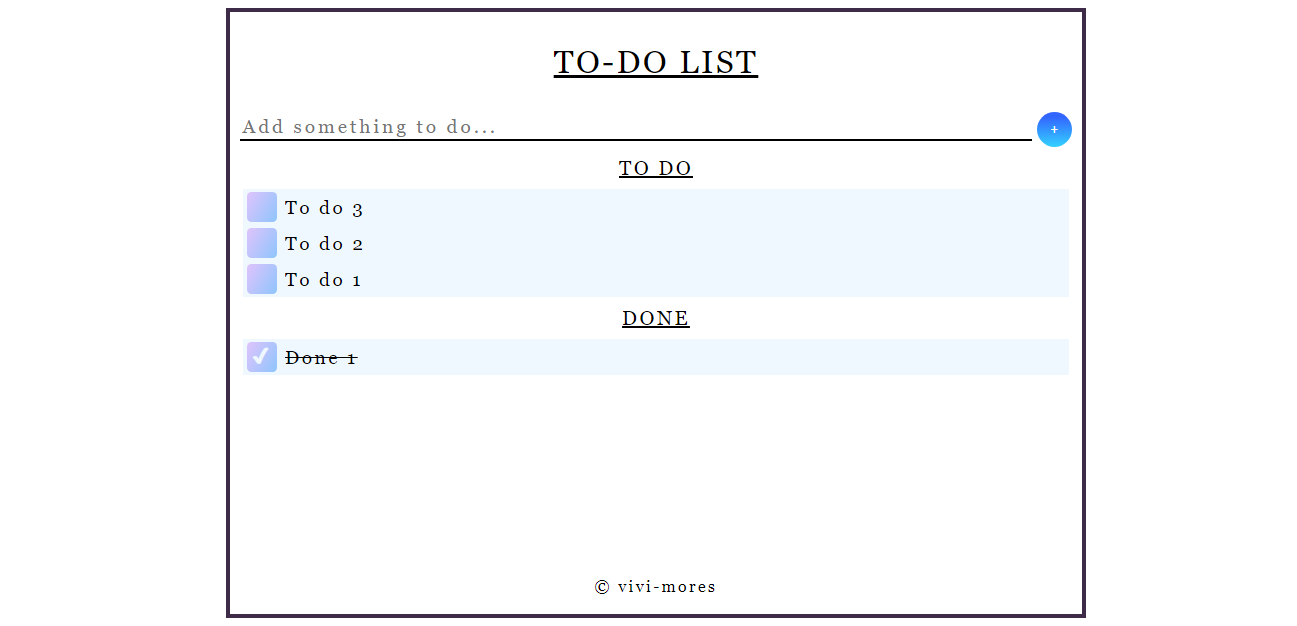 TO-DO LIST
Add something to do...
+
TO DO
To do 3
To do 2
To do 1
DONE
✓ Done 1
© vivi-mores